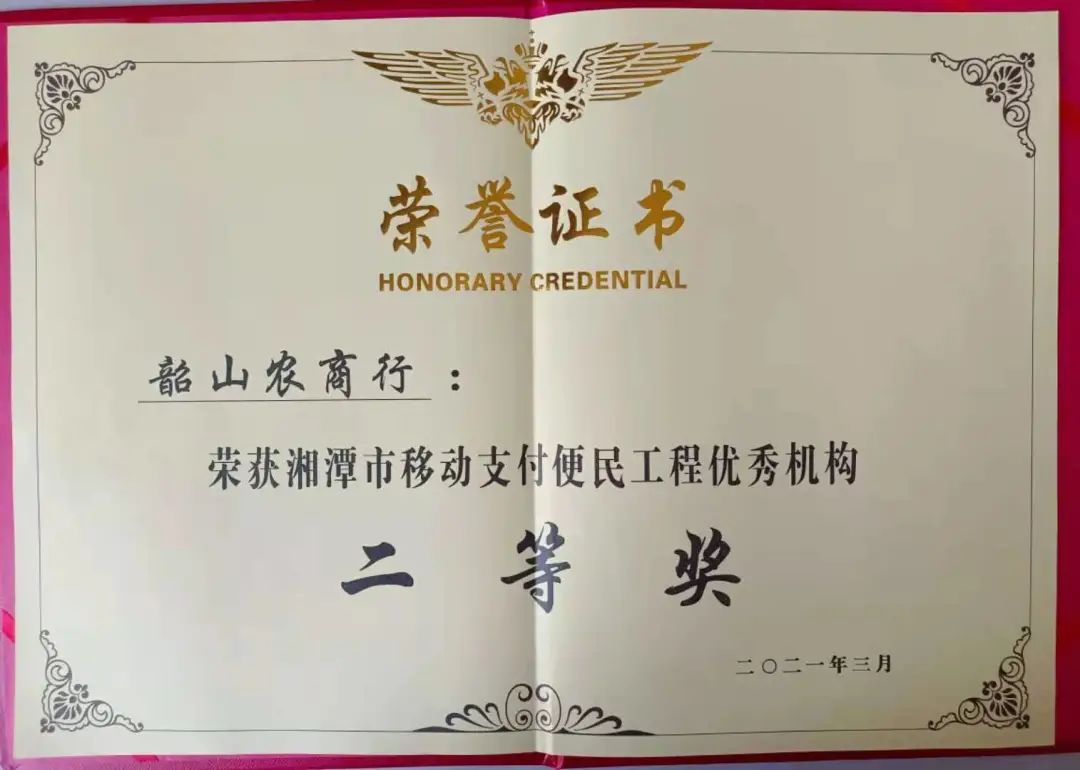 荣誉证书
HONORARY CREDENTIAL
韶山农商行：
荣获湘潭市移动支付便民工程优秀机构
二等奖
二〇二一年三月